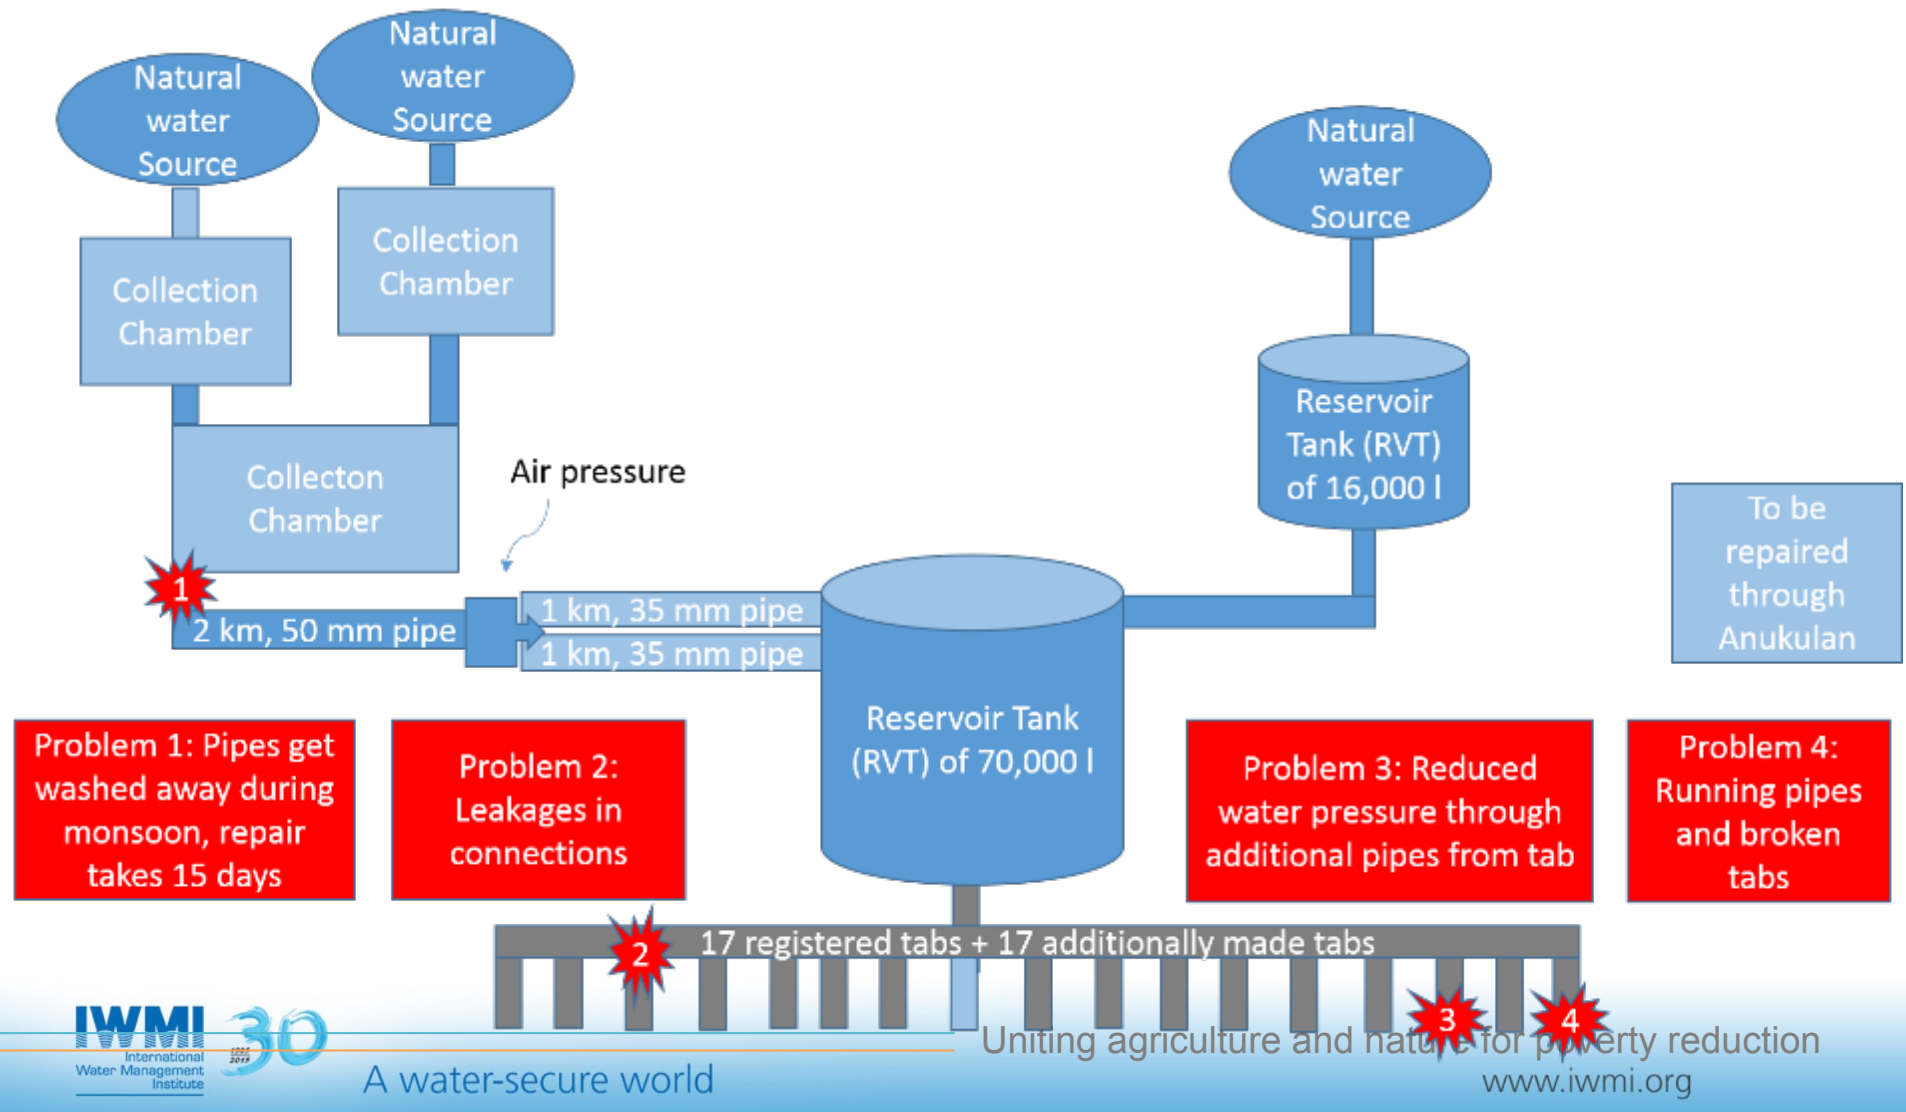 Natural
water
Source
Natural
water
Source
Natural
water
Source
Collection
Chamber
Collection
Chamber
Collecton
Chamber
Air pressure
Reservoir
Tank (RVT)
of 16,000 l
To be
repaired
through
Anukulan
1
2 km, 50 mm pipe
1 km, 35 mm pipe
1 km, 35 mm pipe
Reservoir Tank
(RVT) of 70,000 l
Problem 1: Pipes get
washed away during
monsoon, repair
takes 15 days
Problem 2:
Leakages in
connections
Problem 3: Reduced
water pressure through
additional pipes from tab
Problem 4:
Running pipes
and broken
tabs
17 registered tabs + 17 additionally made tabs
2
3
4
IWMI
International
Water Management
Institute
30
1985
2015
A water-secure world
Uniting agriculture and nature for poverty reduction
www.iwmi.org